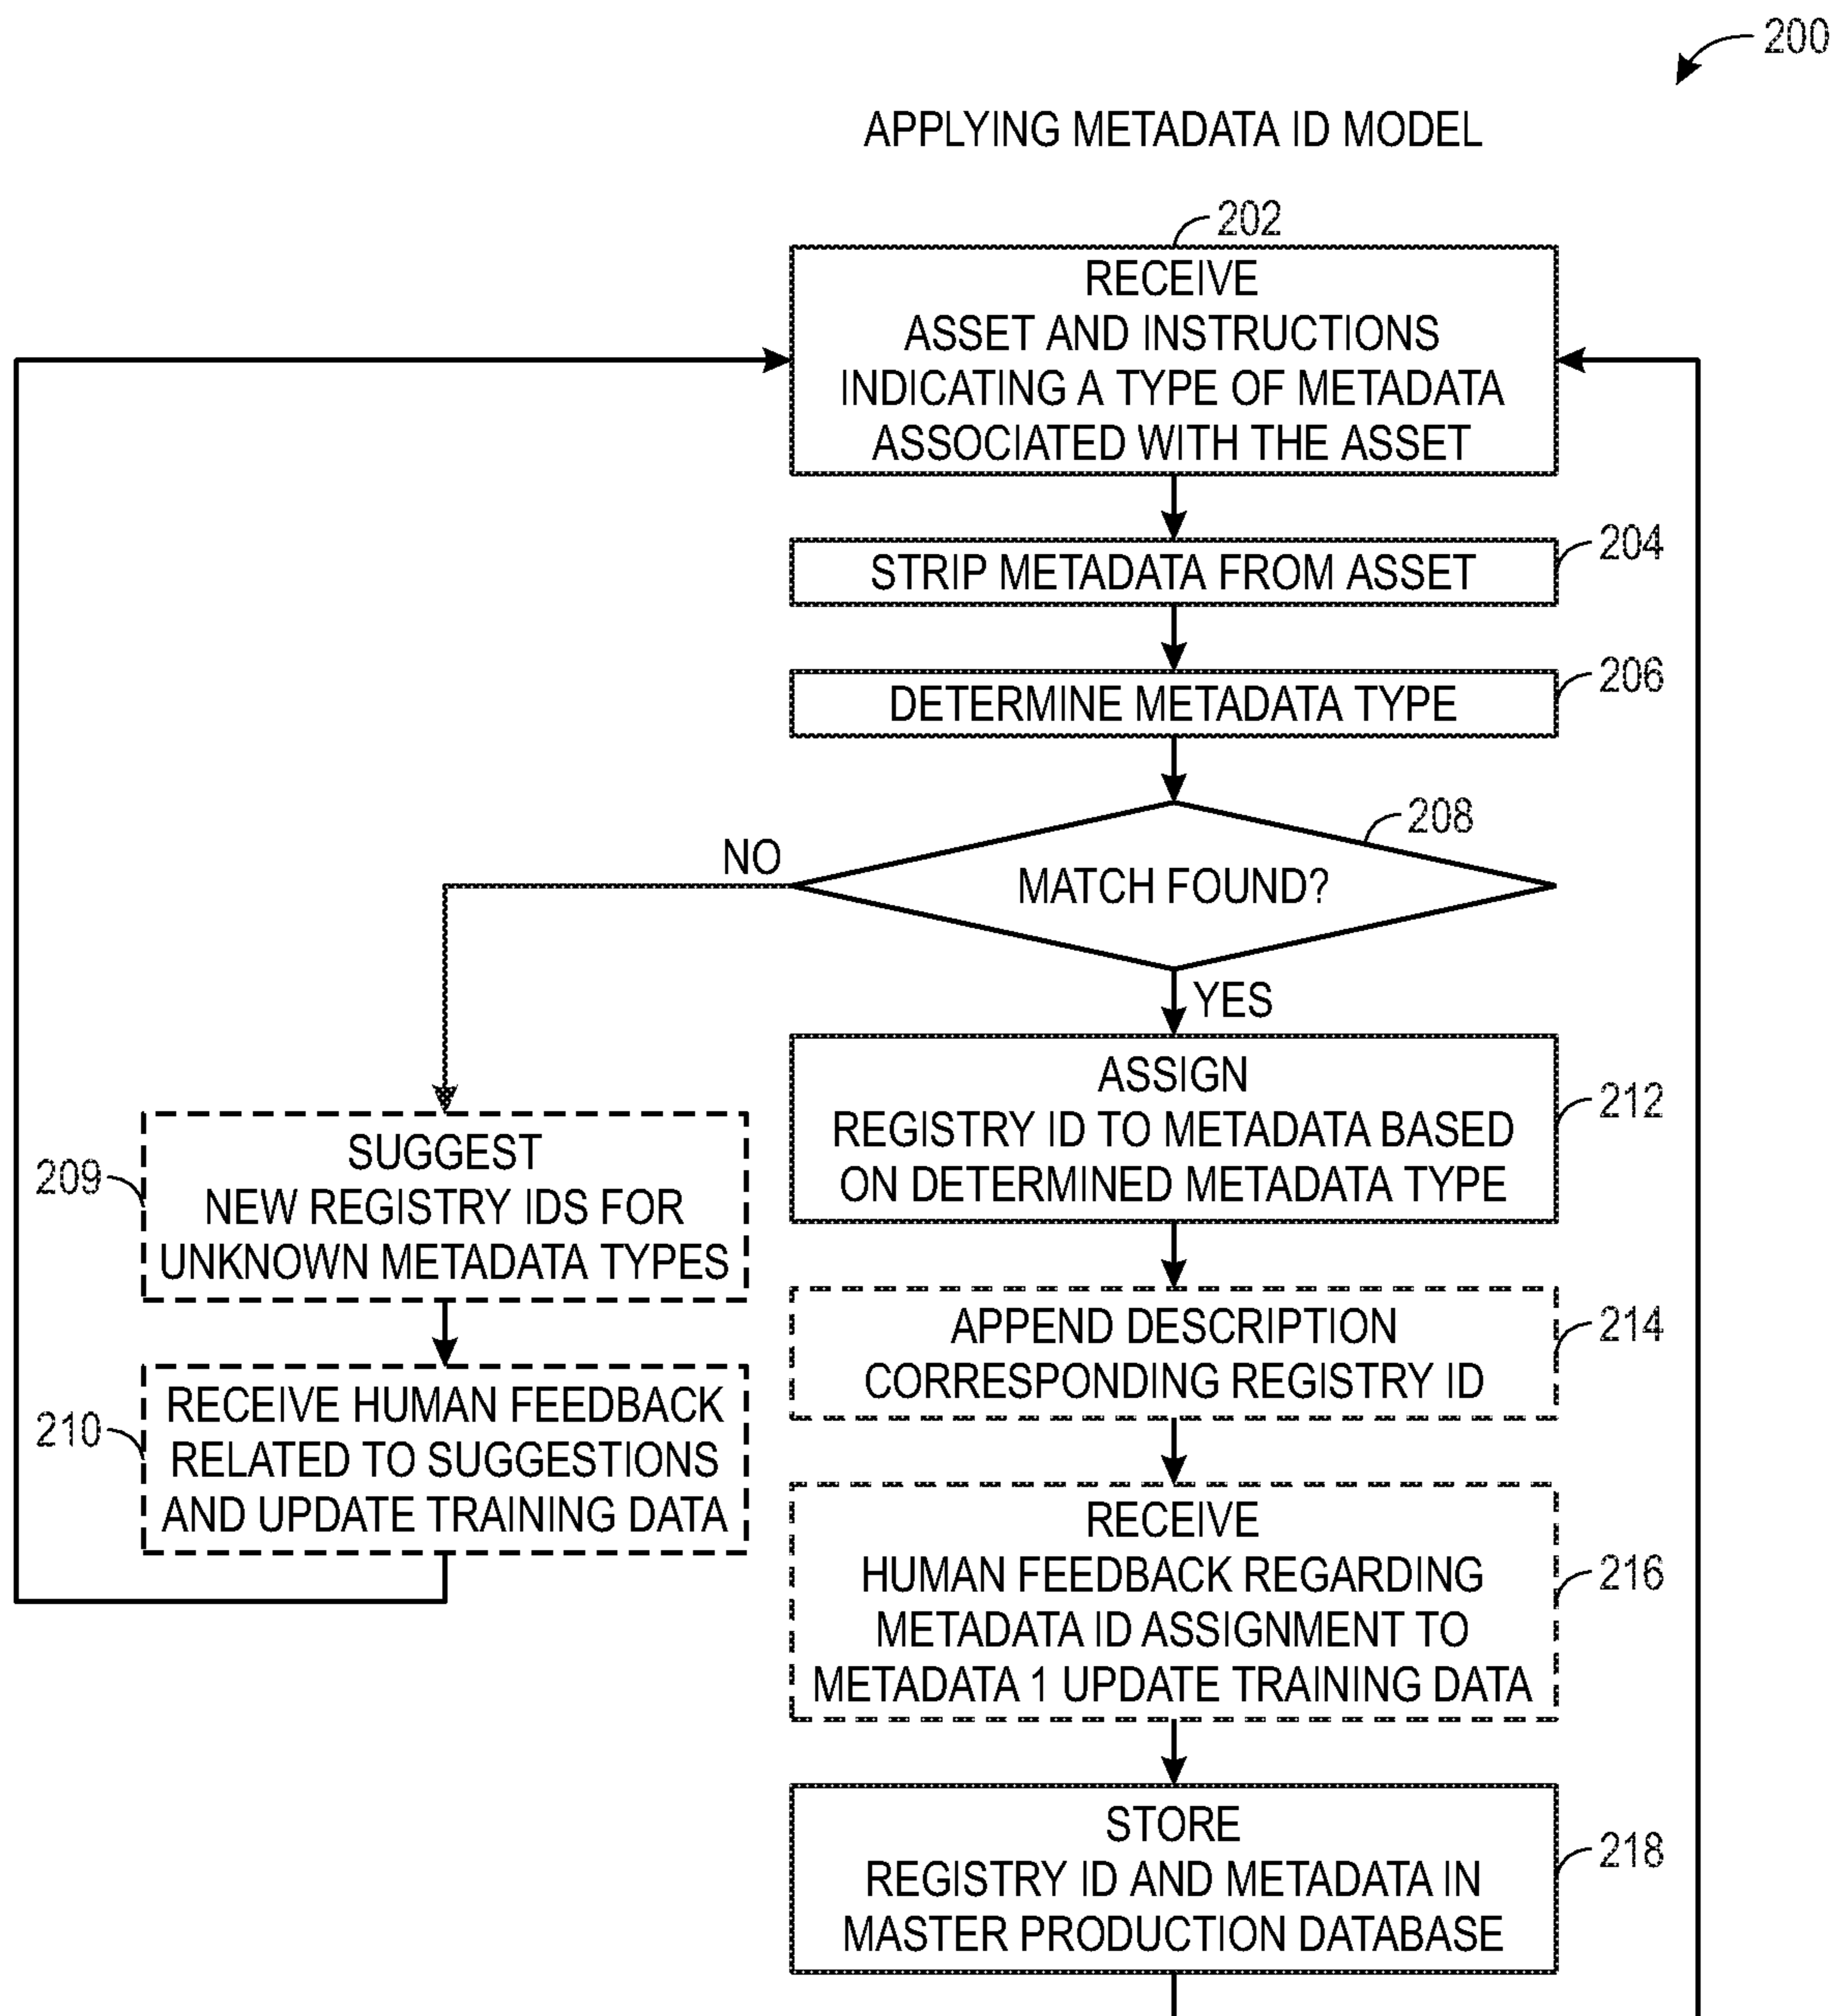 200
APPLYING METADATA ID MODEL
202
RECEIVE
ASSET AND INSTRUCTIONS
INDICATING A TYPE OF METADATA
ASSOCIATED WITH THE ASSET
204
STRIP METADATA FROM ASSET
206
DETERMINE METADATA TYPE
208
MATCH FOUND?
NO
YES
209
SUGGEST
NEW REGISTRY IDS FOR
UNKNOWN METADATA TYPES
210
RECEIVE HUMAN FEEDBACK
RELATED TO SUGGESTIONS
AND UPDATE TRAINING DATA
ASSIGN
REGISTRY ID TO METADATA BASED
ON DETERMINED METADATA TYPE
212
APPEND DESCRIPTION
CORRESPONDING REGISTRY ID
214
RECEIVE
HUMAN FEEDBACK REGARDING
METADATA ID ASSIGNMENT TO
METADATA 1 UPDATE TRAINING DATA
216
STORE
REGISTRY ID AND METADATA IN
MASTER PRODUCTION DATABASE
218